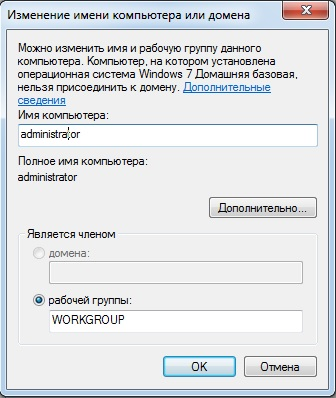 Изменение имени компьютера или домена
Можно изменить имя и рабочую группу данного
компьютера. Компьютер, на котором установлена
операционная система Windows 7 Домашняя базовая,
нельзя присоединить к домену. Дополнительные
сведения
Имя компьютера:
administrator
Полное имя компьютера:
administrator
Дополнительно...
Является членом
домена:
рабочей группы:
WORKGROUP
OK
Отмена